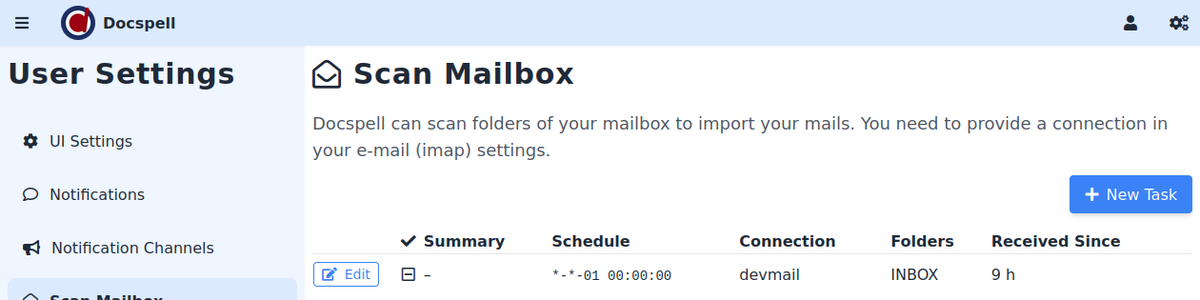 Docspell
User Settings
UI Settings
Notifications
Notification Channels
Scan Mailbox
Scan Mailbox
Docspell can scan folders of your mailbox to import your mails. You need to provide a connection in
your e-mail (imap) settings.
New Task
Summary Schedule Connection Folders Received Since
Edit – *-*-01 00:00:00 devmail INBOX 9 h